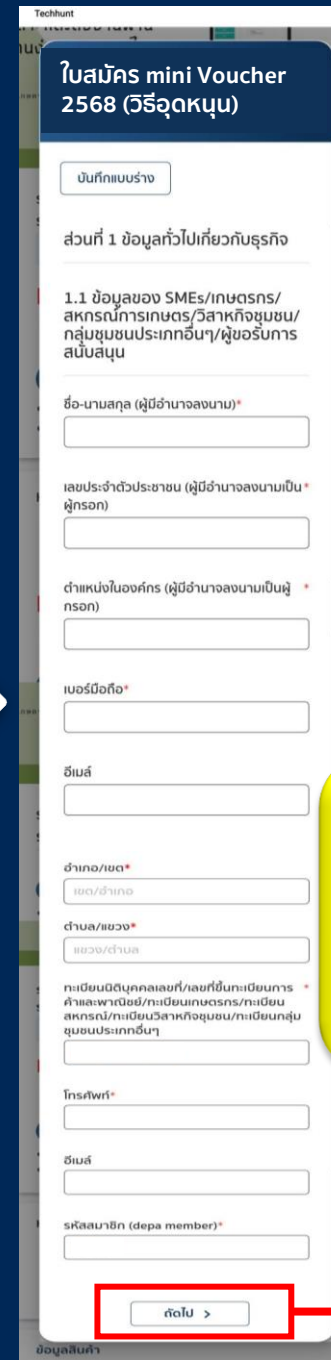 Techhunt
ใบสมัคร mini Voucher
2568 (วิธีอุดหนุน)
บันทึกแบบร่าง
ส่วนที่ 1 ข้อมูลทั่วไปเกี่ยวกับธุรกิจ
1.1 ข้อมูลของ SMEs/เกษตรกร/
สหกรณ์การเกษตร/วิสาหกิจชุมชน/
กลุ่มชุมชนประเภทอื่นๆ/ผู้ขอรับการ
สนับสนุน
ชื่อ-นามสกุล (ผู้มีอำนาจลงนาม)*
เลขประจำตัวประชาชน (ผู้มีอำนาจลงนามเป็น *
ผู้กรอก)
ตำแหน่งในองค์กร (ผู้มีอำนาจลงนามเป็นผู้ *
กรอก)
เบอร์มือถือ*
อีเมล์
อำเภอ/เขต*
เขต/อำเภอ
ตำบล/แขวง*
แขวง/ตำบล
ทะเบียนนิติบุคคลเลขที่/เลขที่ขึ้นทะเบียนการ *
ค้าและพาณิชย์/ทะเบียนเกษตรกร/ทะเบียน
สหกรณ์/ทะเบียนวิสาหกิจชุมชน/ทะเบียนกลุ่ม
ชุมชนประเภทอื่นๆ
โทรศัพท์*
อีเมล์
รหัสสมาชิก (depa member)*
ถัดไป >
ข้อมูลสินค้า